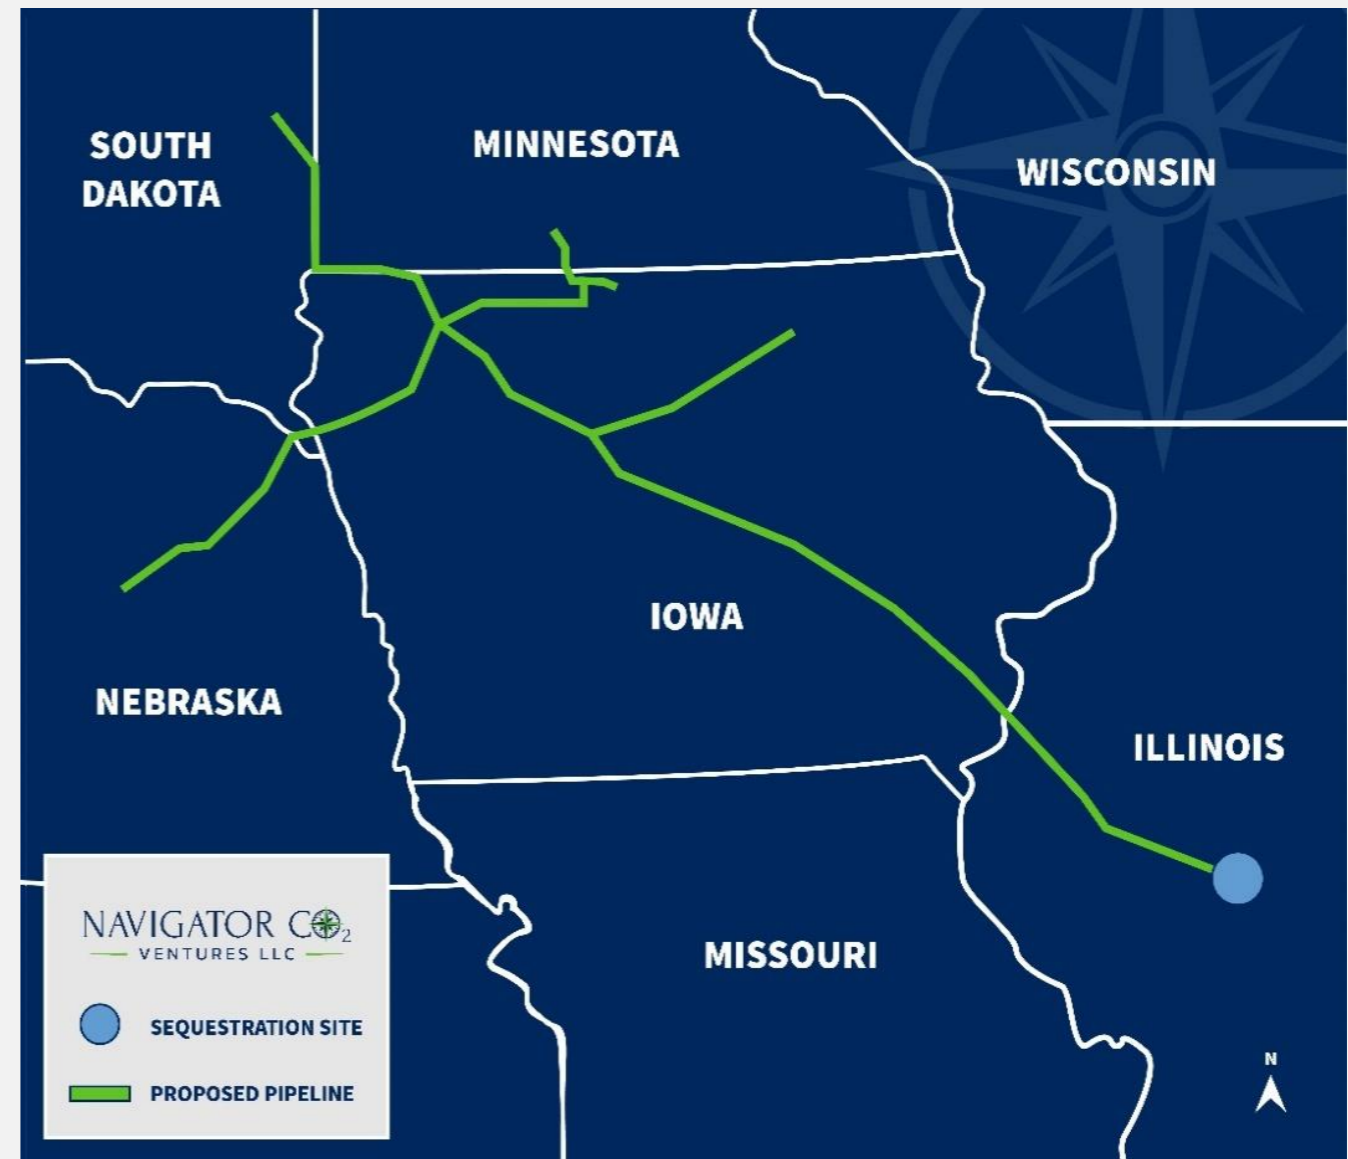 SOUTH
DAKOTA
MINNESOTA
WISCONSIN
IOWA
NEBRASKA
ILLINOIS
MISSOURI
NAVIGATOR CO2
VENTURES LLC
SEQUESTRATION SITE
PROPOSED PIPELINE
N